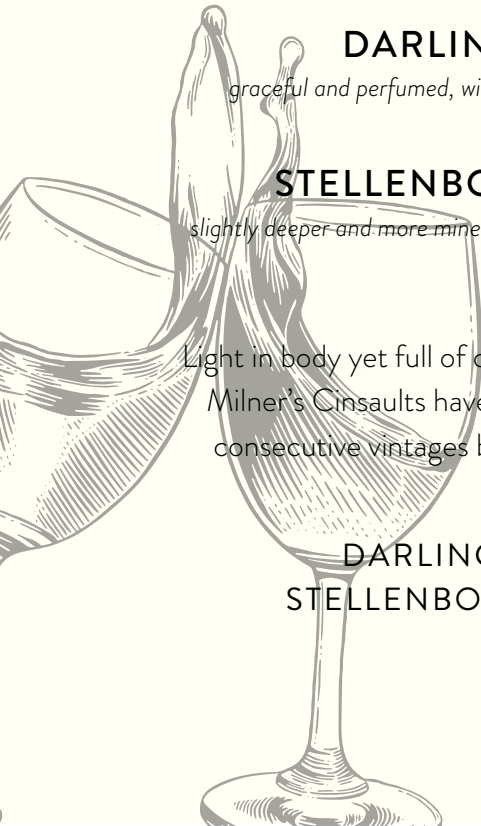 DARLIN
graceful and perfumed, wi
STELLENBO
slightly deeper and more mine
Light in body yet full of
Milner's Cinsaults have
consecutive vintages b
DARLING
STELLENBO